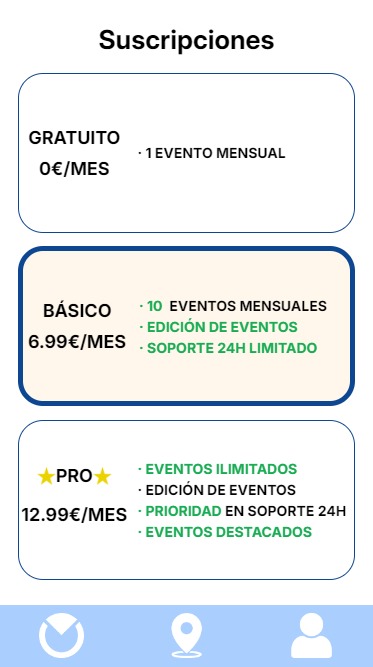 Suscripciones
GRATUITO
0€/MES
· 1 EVENTO MENSUAL
BÁSICO
6.99€/MES
· 10 EVENTOS MENSUALES
· EDICIÓN DE EVENTOS
· SOPORTE 24H LIMITADO
⭐PRO⭐
12.99€/MES
· EVENTOS ILIMITADOS
· EDICIÓN DE EVENTOS
· PRIORIDAD EN SOPORTE 24H
· EVENTOS DESTACADOS